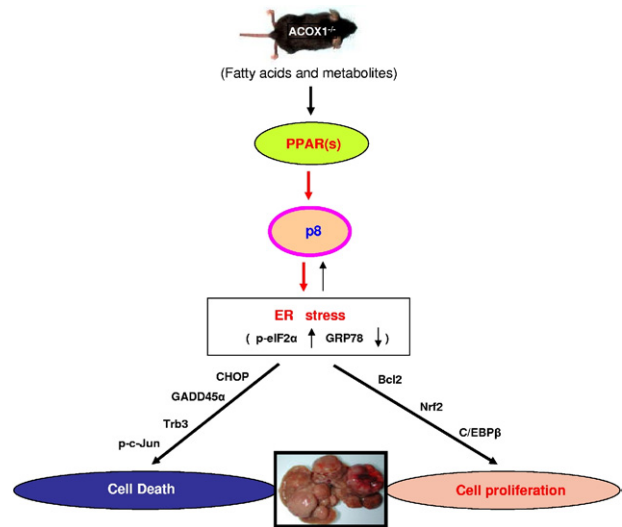 ACOX1-/-
(Fatty acids and metabolites)
PPAR(s)
p8
ER stress
( p-eIF2α ↑ GRP78 ↓ )
CHOP
GADD45α
Trb3
p-c-Jun
Bcl2
Nrf2
C/EBPβ
Cell Death
Cell proliferation